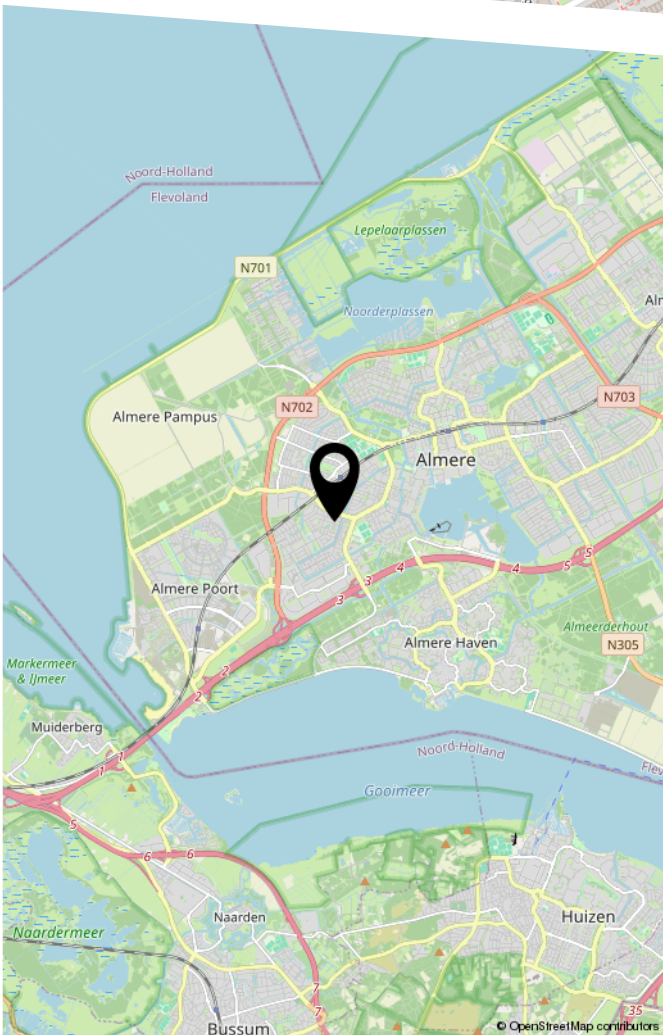 Noord-Holland
Flevoland
Lepelaarplassen
N701
Noorderplassen
Alm
N703
N702
Almere Pampus
Almere
5
5
4
4
3
3
Almere Poort
Almeerderhout
Almere Haven
N305
Markermeer
& IJmeer
2
2
Muiderberg
Noord-Holland
Flev
1
1
Gooimeer
5
6
6
Naarden
Huizen
Naardermeer
7
7
35
Bussum
© OpenStreetMap contributors